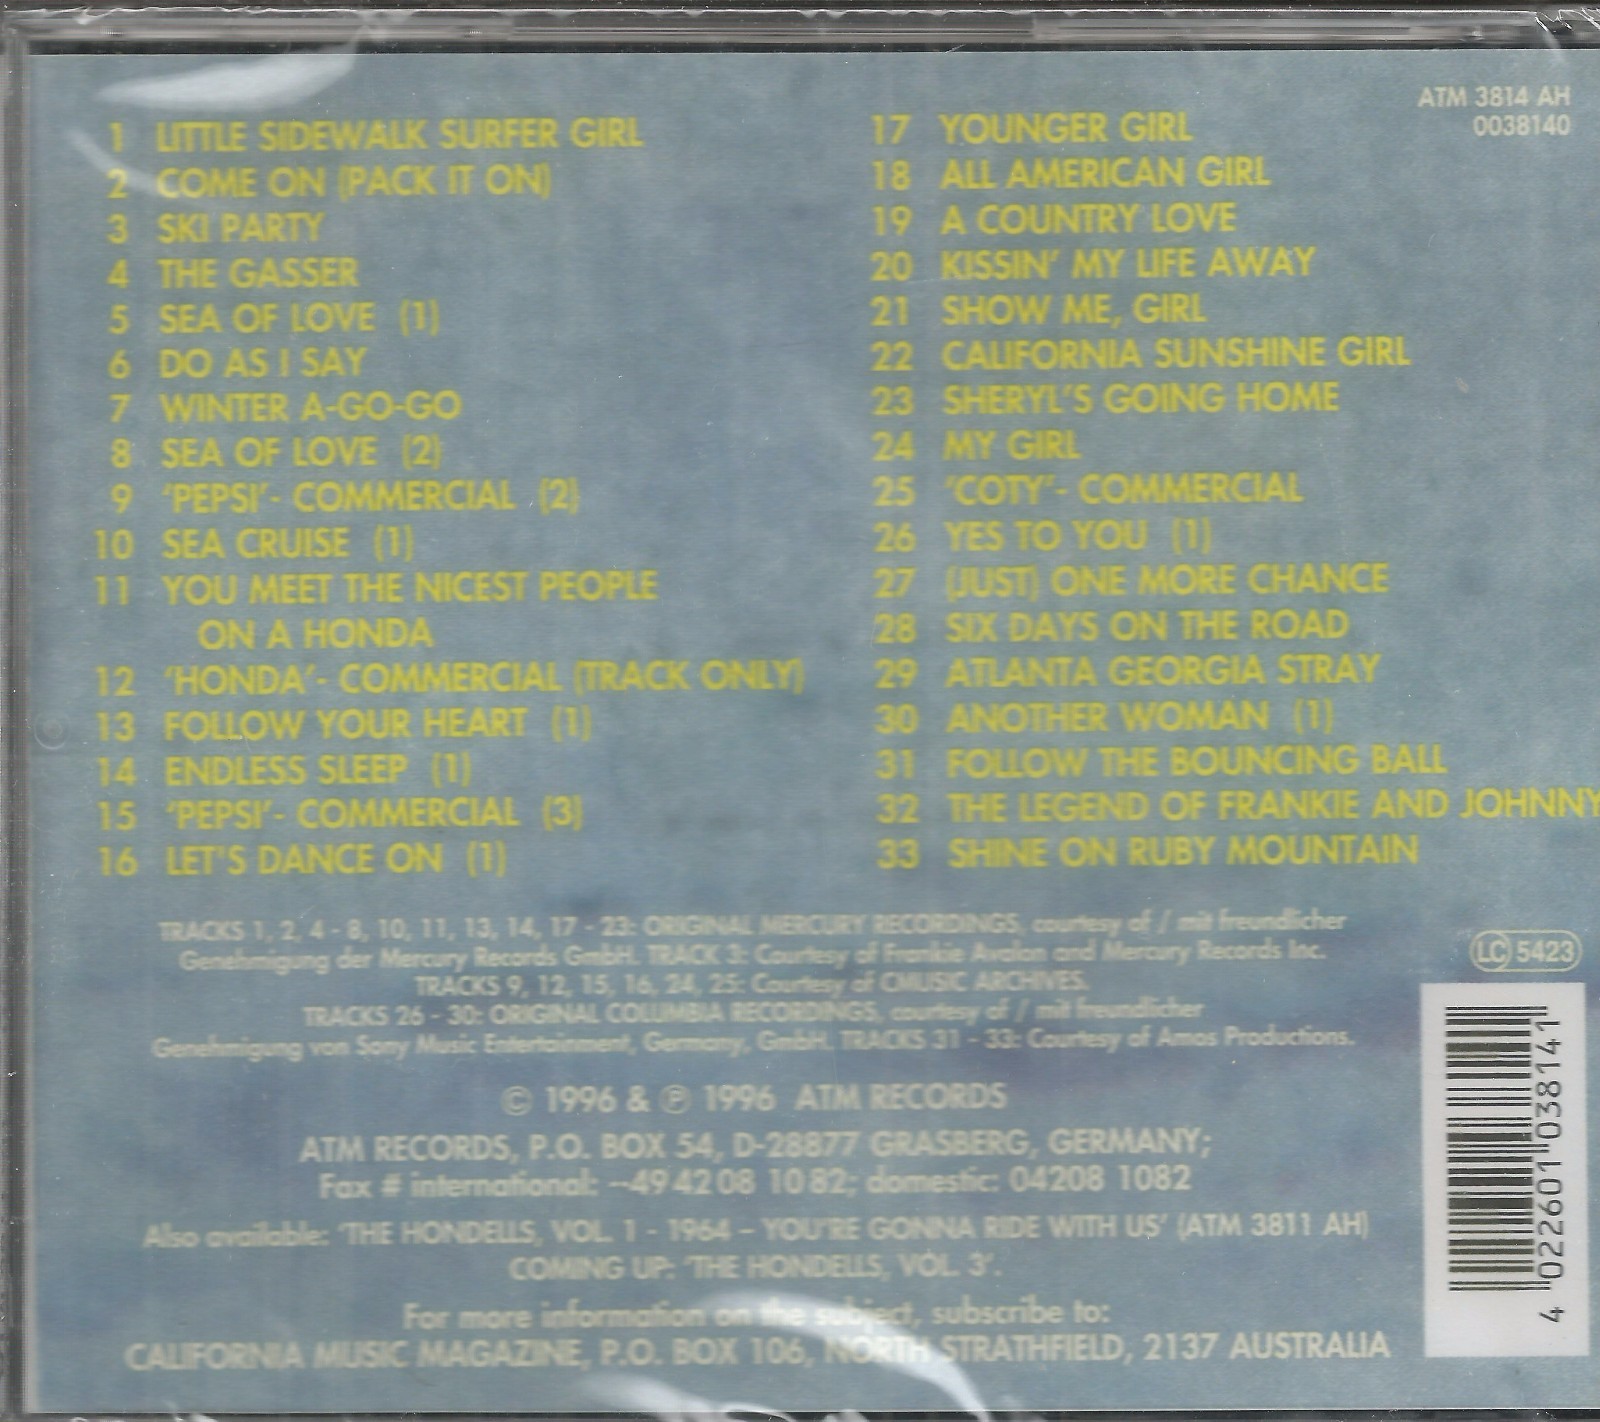 ATM 3814 AH
0038140
1 LITTLE SIDEWALK SURFER GIRL
2 COME ON (PACK IT ON)
3 SKI PARTY
4 THE GASSER
5 SEA OF LOVE (1)
6 DO AS I SAY
7 WINTER A-GO-GO
8 SEA OF LOVE (2)
9 'PEPSI'- COMMERCIAL (2)
10 SEA CRUISE (1)
11 YOU MEET THE NICEST PEOPLE
ON A HONDA
12 'HONDA'- COMMERCIAL (TRACK ONLY)
13 FOLLOW YOUR HEART (1)
14 ENDLESS SLEEP (1)
15 'PEPSI'- COMMERCIAL (3)
16 LET'S DANCE ON (1)
17 YOUNGER GIRL
18 ALL AMERICAN GIRL
19 A COUNTRY LOVE
20 KISSIN' MY LIFE AWAY
21 SHOW ME, GIRL
22 CALIFORNIA SUNSHINE GIRL
23 SHERYL'S GOING HOME
24 MY GIRL
25 'COTY'- COMMERCIAL
26 YES TO YOU (1)
27 (JUST) ONE MORE CHANCE
28 SIX DAYS ON THE ROAD
29 ATLANTA GEORGIA STRAY
30 ANOTHER WOMAN (1)
31 FOLLOW THE BOUNCING BALL
32 THE LEGEND OF FRANKIE AND JOHNNY
33 SHINE ON RUBY MOUNTAIN
TRACKS 1, 2, 4 - 8, 10, 11, 13, 14, 17 - 23: ORIGINAL MERCURY RECORDINGS, courtesy of / mit freundlicher
Genehmigung der Mercury Records GmbH. TRACK 3: Courtesy of Frankie Avalon and Mercury Records Inc.
TRACKS 9, 12, 15, 16, 24, 25: Courtesy of CMUSIC ARCHIVES.
TRACKS 26 - 30: ORIGINAL COLUMBIA RECORDINGS, courtesy of / mit freundlicher
Genehmigung von Sony Music Entertainment, Germany, GmbH. TRACKS 31 - 33: Courtesy of Amos Productions.
LC 5423
© 1996 & ℗ 1996 ATM RECORDS
ATM RECORDS, P.O. BOX 54, D-28877 GRASBERG, GERMANY;
Fax # international: --49 42 08 10 82; domestic: 04208 1082
Also available: 'THE HONDELLS, VOL. 1 - 1964 – YOU'RE GONNA RIDE WITH US' (ATM 3811 AH)
COMING UP: 'THE HONDELLS, VOL. 3'.
For more information on the subject, subscribe to:
CALIFORNIA MUSIC MAGAZINE, P.O. BOX 106, NORTH STRATHFIELD, 2137 AUSTRALIA
4 022601 038141